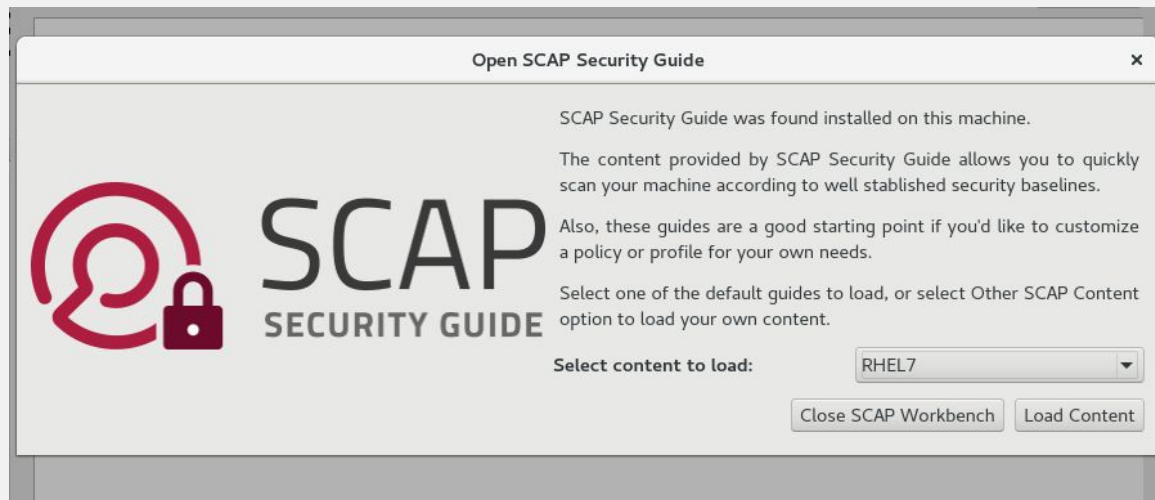 Open SCAP Security Guide
SCAP Security Guide was found installed on this machine.
The content provided by SCAP Security Guide allows you to quickly
scan your machine according to well stablished security baselines.
Also, these guides are a good starting point if you'd like to customize
a policy or profile for your own needs.
Select one of the default guides to load, or select Other SCAP Content
option to load your own content.
SCAP
SECURITY GUIDE
Select content to load:
RHEL7
Close SCAP Workbench
Load Content